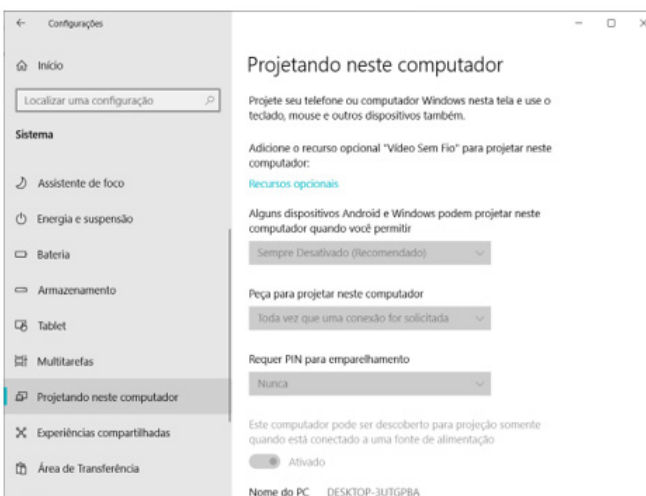 Configurações
Início
Localizar uma configuração
Sistema
Assistente de foco
Energia e suspensão
Bateria
Armazenamento
Tablet
Multitarefas
Projetando neste computador
Experiências compartilhadas
Área de Transferência
Projetando neste computador
Projete seu telefone ou computador Windows nesta tela e use o
teclado, mouse e outros dispositivos também.
Adicione o recurso opcional "Vídeo Sem Fio" para projetar neste
computador:
Recursos opcionais
Alguns dispositivos Android e Windows podem projetar neste
computador quando você permitir
Sempre Desativado (Recomendado)
Peça para projetar neste computador
Toda vez que uma conexão for solicitada
Requer PIN para emparelhamento
Nunca
Este computador pode ser descoberto para projeção somente
quando está conectado a uma fonte de alimentação
Ativado
Nome do PC DESKTOP-3UTGPBA